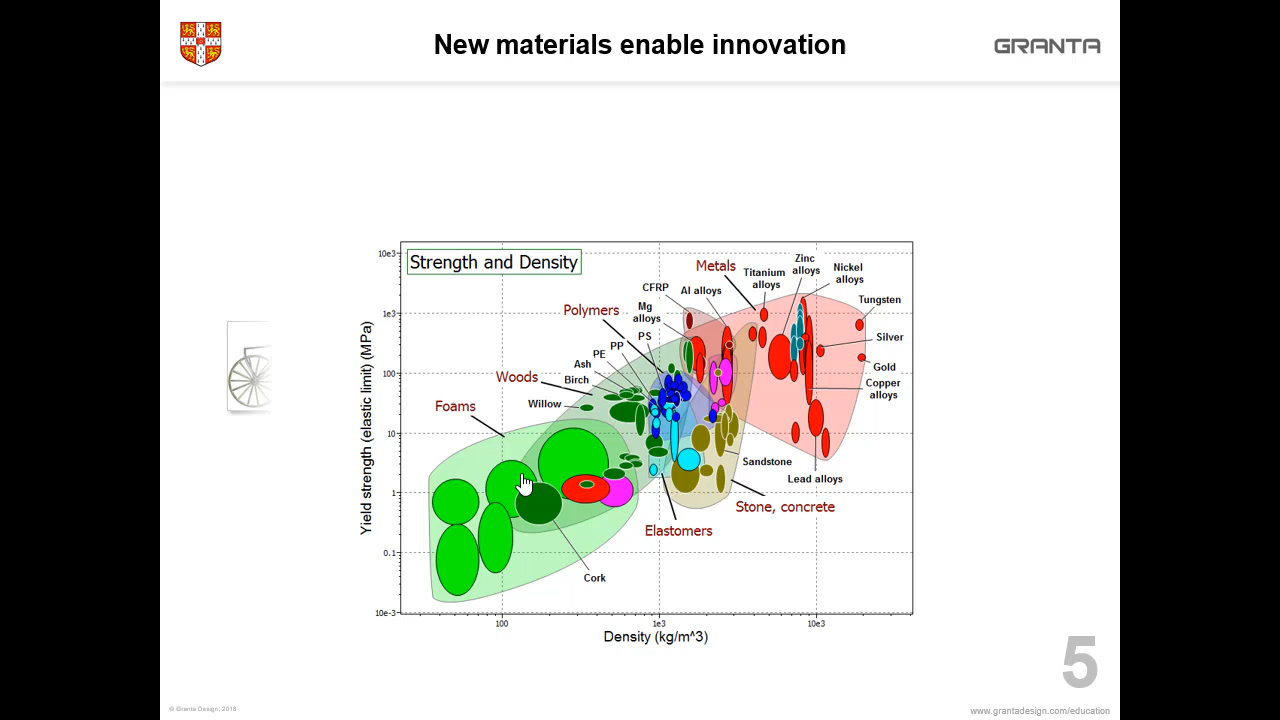 New materials enable innovation
GRANTA
Strength and Density
Yield strength (elastic limit) (MPa)
10e3
1e3
100
10
1
0.1
10e-3
Metals
Titanium
alloys
Zinc
alloys
Nickel
alloys
Tungsten
Silver
Gold
Copper
alloys
CFRP
Al alloys
Mg
alloys
Polymers
PS
PP
PE
Ash
Birch
Woods
Willow
Foams
Sandstone
Lead alloys
Stone, concrete
Elastomers
Cork
100
1e3
10e3
Density (kg/m^3)
5
© Granta Design, 2018
www.grantadesign.com/education